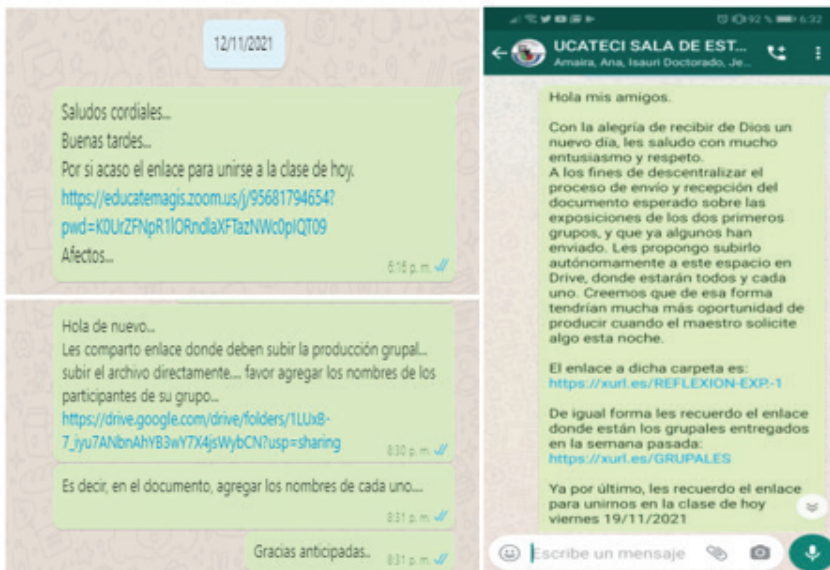 12/11/2021
Saludos cordiales...
Buenas tardes...
Por si acaso el enlace para unirse a la clase de hoy.
https://educatemagis.zoom.us/j/95681794654?
pwd=K0UrZFNpR1lORndlaXFTazNWc0pIQT09
Afectos...
6:16 p. m.
Hola de nuevo...
Les comparto enlace donde deben subir la producción grupal...
subir el archivo directamente.... favor agregar los nombres de los
participantes de su grupo...
https://drive.google.com/drive/folders/1LUx8-
7_iyu7ANbnAhYB3wY7X4jsWybCN?usp=sharing
8:30 p. m.
Es decir, en el documento, agregar los nombres de cada uno....
8:31 p. m.
Gracias anticipadas..
8:31 p. m.
92 % 6:32
UCATECI SALA DE EST...
Amaira, Ana, Isauri Doctorado, Je...
Hola mis amigos.
Con la alegría de recibir de Dios un
nuevo día, les saludo con mucho
entusiasmo y respeto.
A los fines de descentralizar el
proceso de envío y recepción del
documento esperado sobre las
exposiciones de los dos primeros
grupos, y que ya algunos han
enviado. Les propongo subirlo
autónomamente a este espacio en
Drive, donde estarán todos y cada
uno. Creemos que de esa forma
tendrían mucha más oportunidad de
producir cuando el maestro solicite
algo esta noche.
El enlace a dicha carpeta es:
https://xurl.es/REFLEXION-EXP.-1
De igual forma les recuerdo el enlace
donde están los grupales entregados
en la semana pasada:
https://xurl.es/GRUPALES
Ya por último, les recuerdo el enlace
para unirnos en la clase de hoy
viernes 19/11/2021
Escribe un mensaje